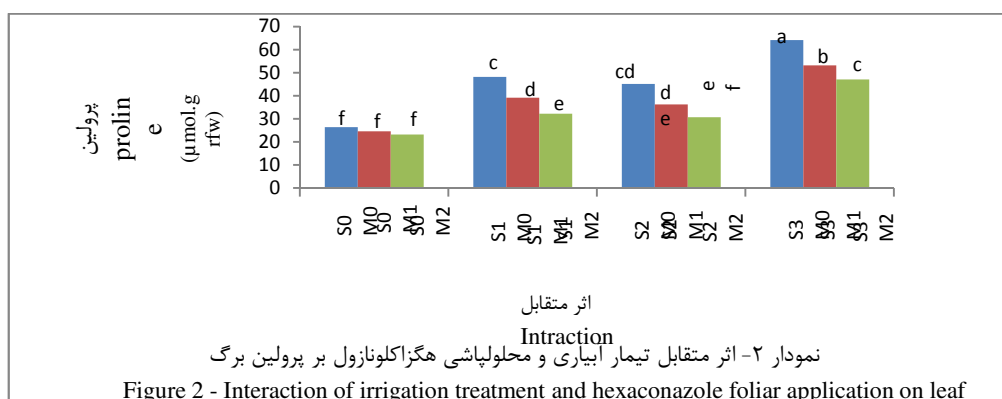 70
60
50
40
30
20
10
0
پرولین
prolin
e
(µmol.g
rfw)
f
f
f
c
d
e
cd
d
e
e
f
a
b
c
S0
M0
S0
M1
S0
M2
S1
M0
S1
M1
S1
M2
S2
M0
S2
M1
S2
M2
S3
M0
S3
M1
S3
M2
اثر متقابل
Intraction
نمودار ۲- اثر متقابل تیمار آبیاری و محلولپاشی هگزاکلونازول بر پرولین برگ
Figure 2 - Interaction of irrigation treatment and hexaconazole foliar application on leaf